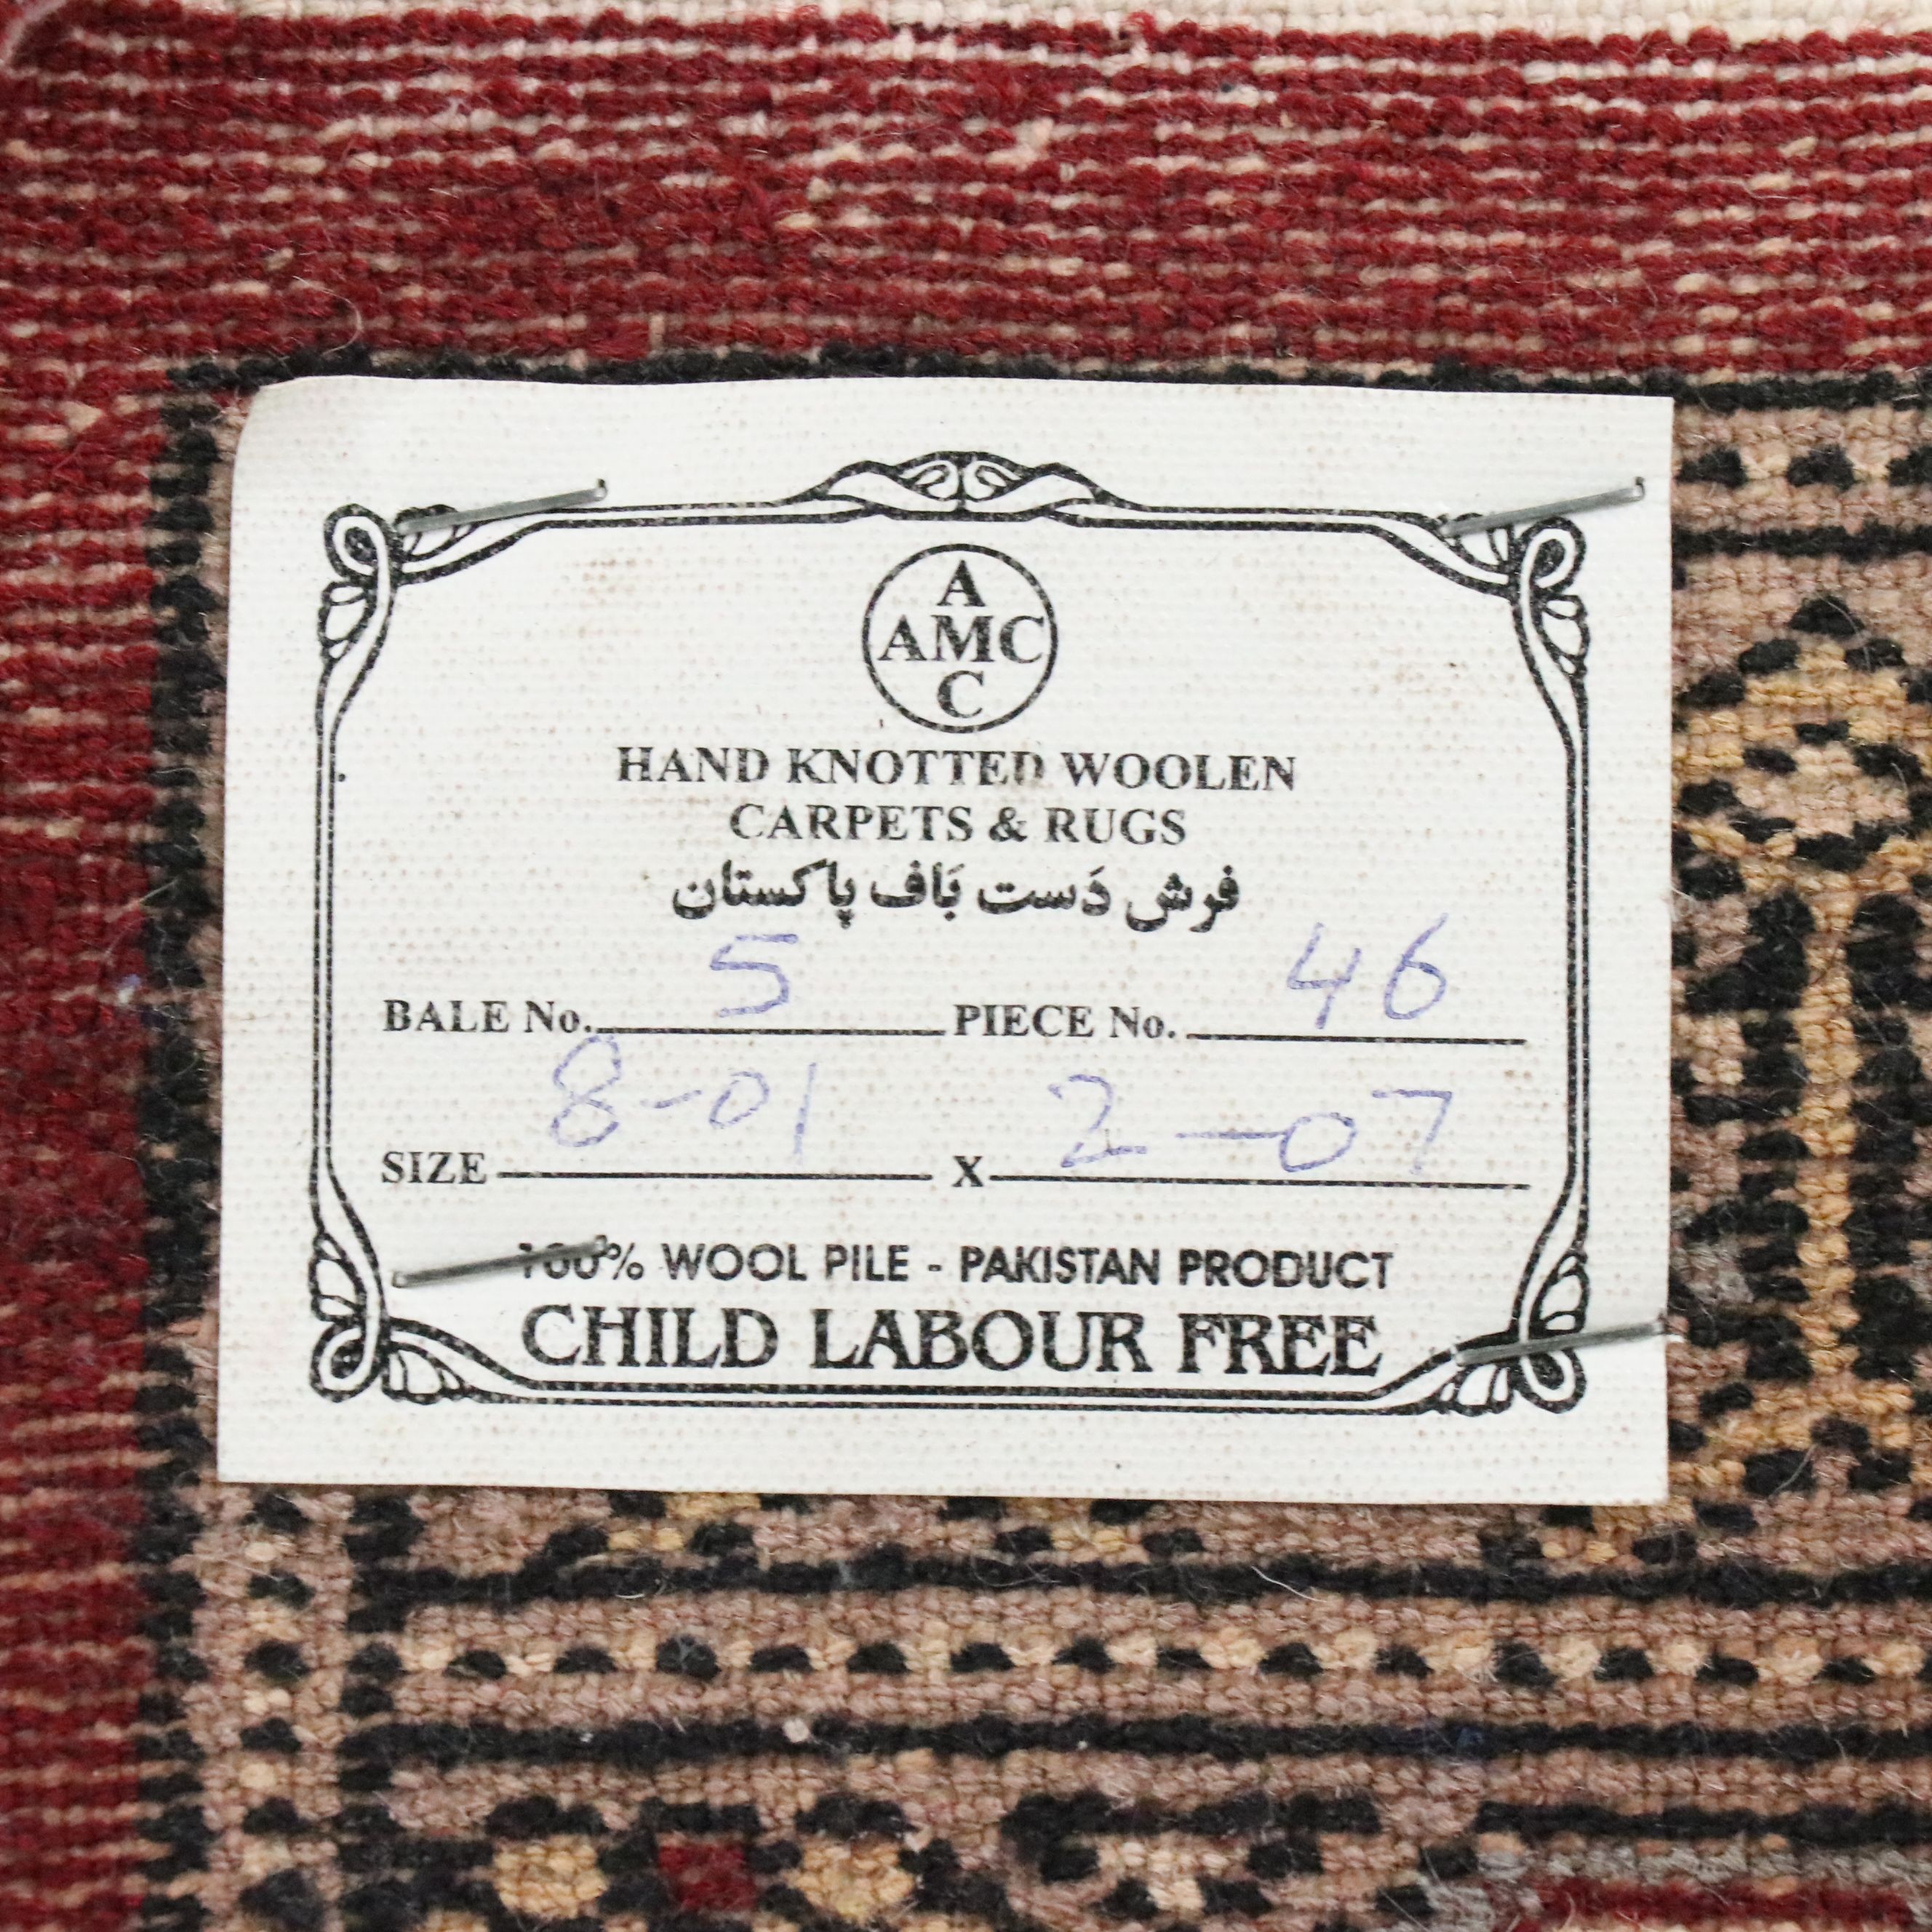 A
AMC
C
HAND KNOTTED WOOLEN
CARPETS & RUGS
فرش دَست بَاف پاکستان
BALE No. 5 PIECE No. 46
SIZE 8-01 X 2-07
100% WOOL PILE - PAKISTAN PRODUCT
CHILD LABOUR FREE